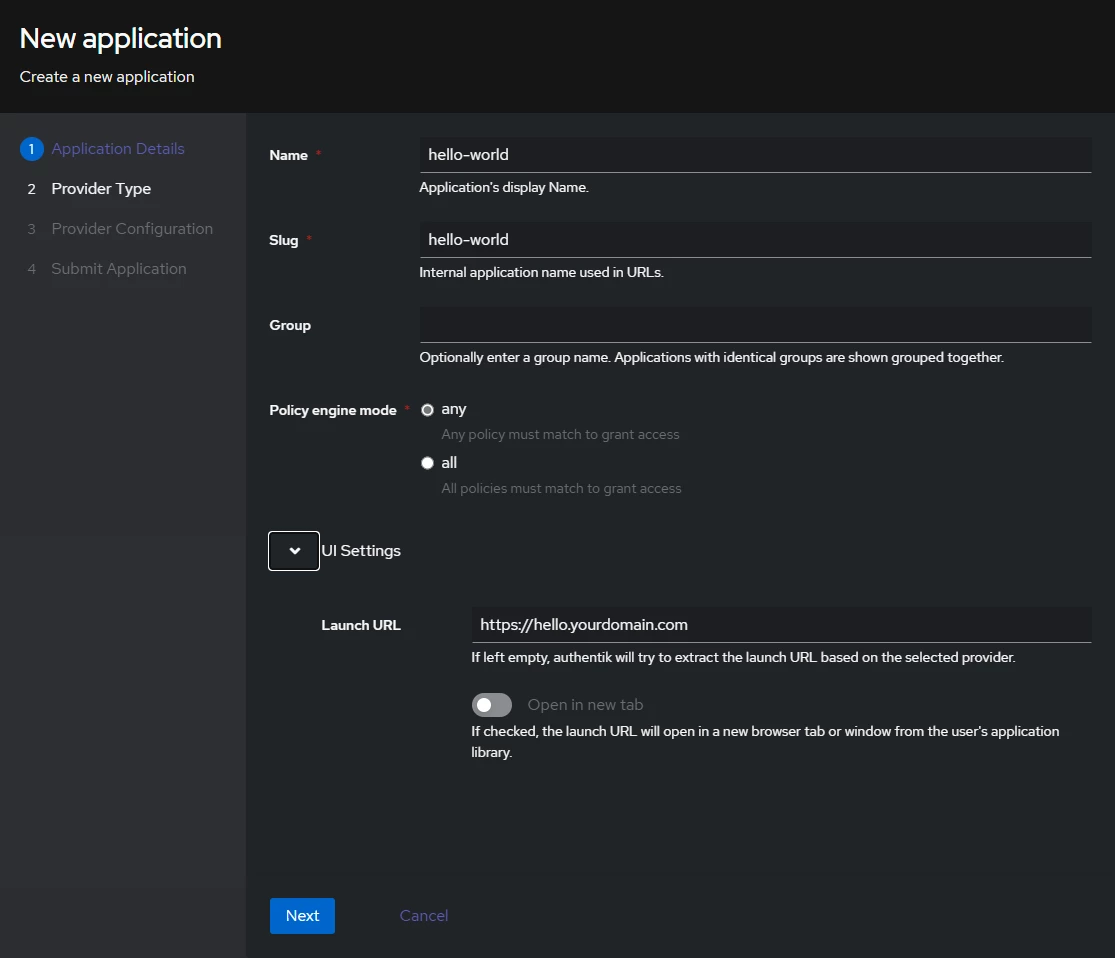 New application
Create a new application
1 Application Details
2 Provider Type
3 Provider Configuration
4 Submit Application
Name *
hello-world
Application's display Name.
Slug *
hello-world
Internal application name used in URLs.
Group
Optionally enter a group name. Applications with identical groups are shown grouped together.
Policy engine mode *
any
Any policy must match to grant access
all
All policies must match to grant access
UI Settings
Launch URL
https://hello.yourdomain.com
If left empty, authentik will try to extract the launch URL based on the selected provider.
Open in new tab
If checked, the launch URL will open in a new browser tab or window from the user's application
library.
Next
Cancel